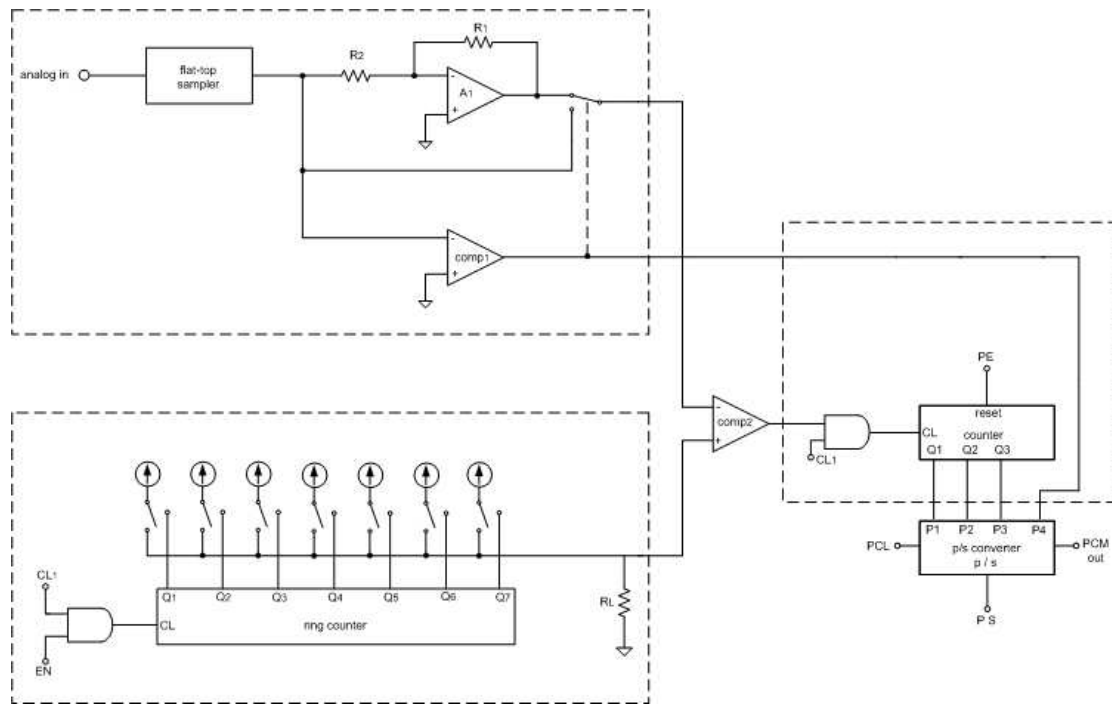 R1
R2
flat-top
sampler
analog in
-
A1
+
-
comp1
+
PE
reset
CL
counter
Q1 Q2 Q3
-
comp2
+
CL1
P1 P2 P3 P4
PCL
p/s converter
p / s
PCM
out
P S
CL1
Q1 Q2 Q3 Q4 Q5 Q6 Q7
CL
ring counter
EN
RL